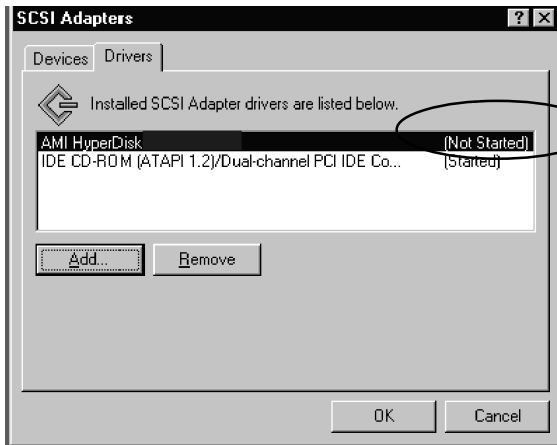 SCSI Adapters
Devices Drivers
Installed SCSI Adapter drivers are listed below.
AMI HyperDisk (Not Started)
IDE CD-ROM (ATAPI 1.2)/Dual-channel PCI IDE Co... (Started)
Add... Remove
OK Cancel